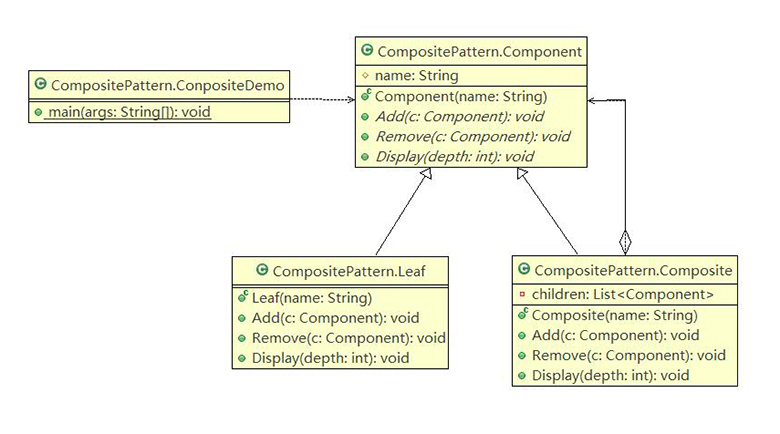 CompositePattern.ConpositeDemo
main(args: String[]): void
CompositePattern.Component
name: String
Component(name: String)
Add(c: Component): void
Remove(c: Component): void
Display(depth: int): void
CompositePattern.Leaf
Leaf(name: String)
Add(c: Component): void
Remove(c: Component): void
Display(depth: int): void
CompositePattern.Composite
children: List<Component>
Composite(name: String)
Add(c: Component): void
Remove(c: Component): void
Display(depth: int): void